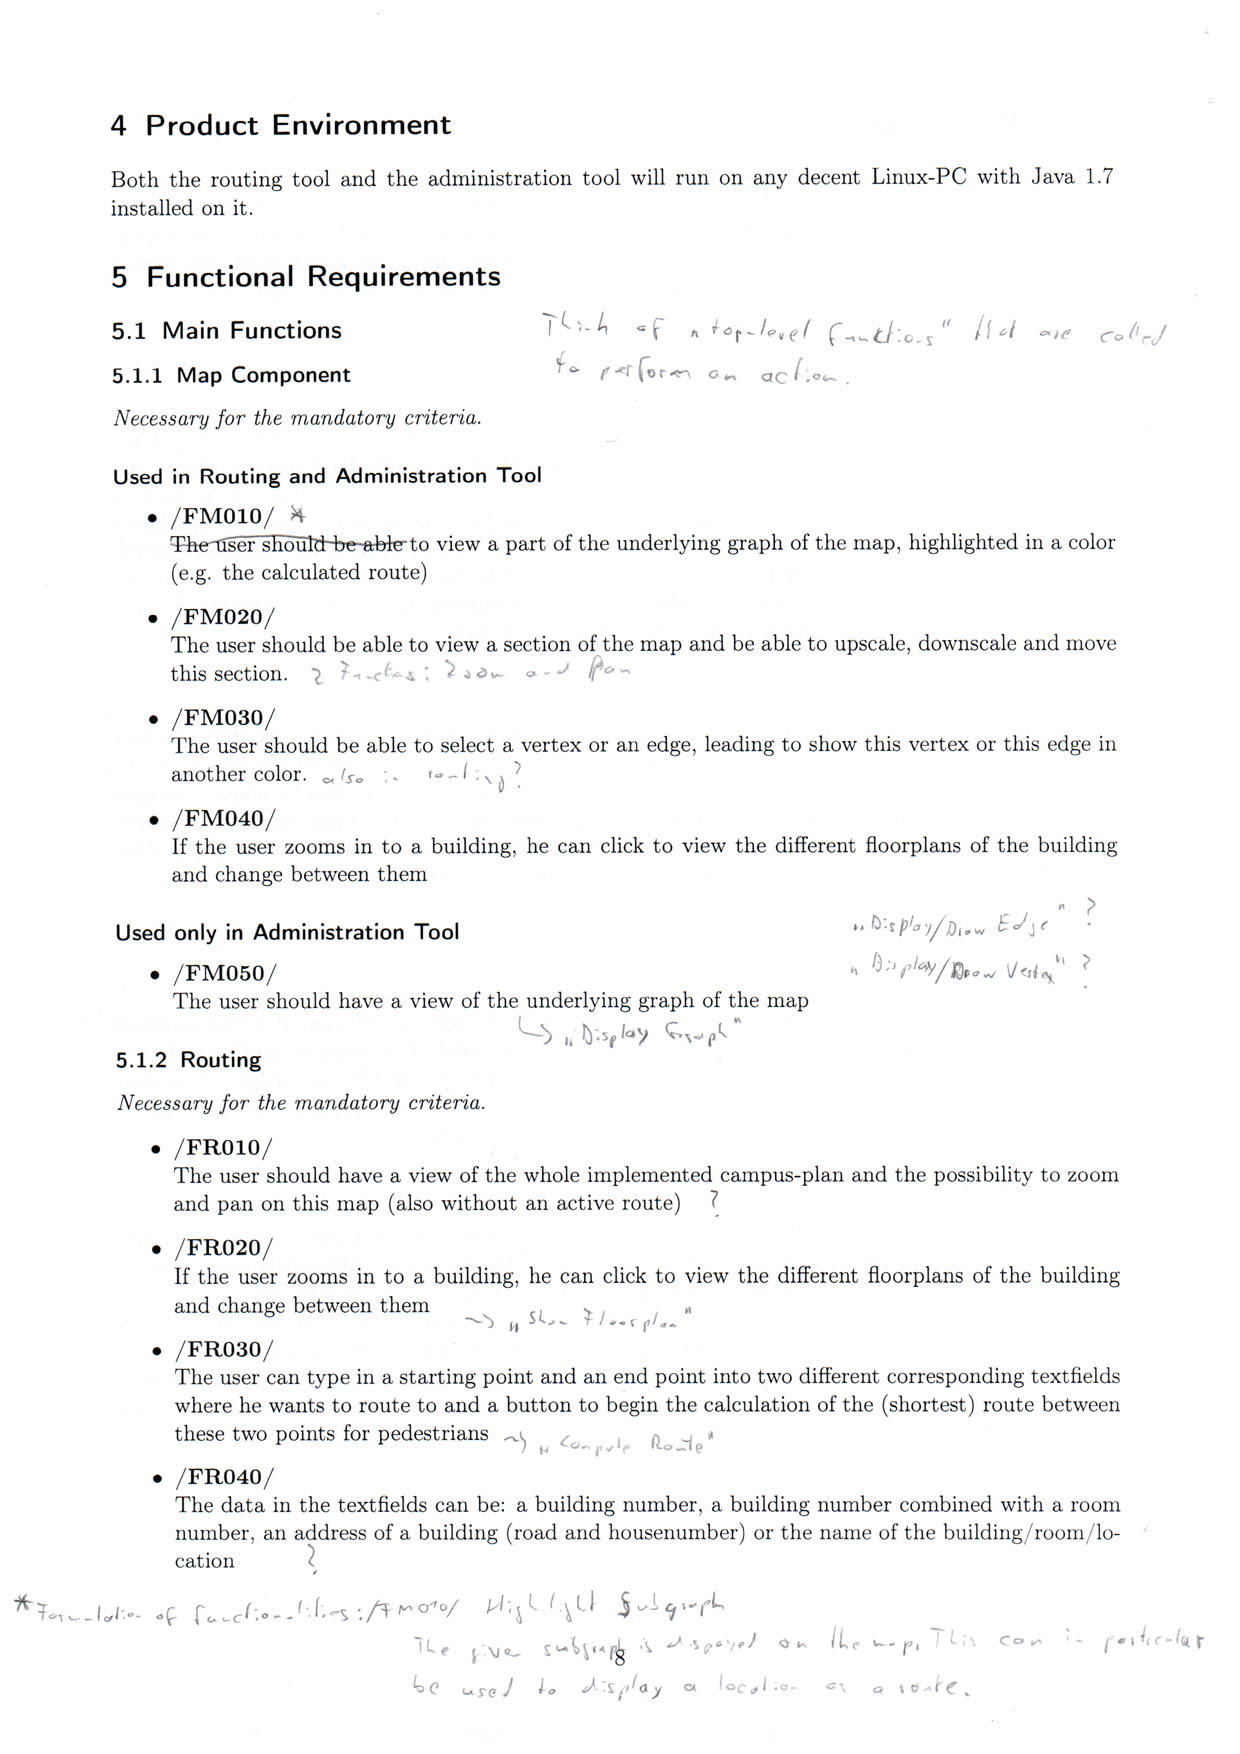 4 Product Environment
Both the routing tool and the administration tool will run on any decent Linux-PC with Java 1.7
installed on it.
5 Functional Requirements
5.1 Main Functions
Think of „top-level functions" that are called
to perform an action.
5.1.1 Map Component
Necessary for the mandatory criteria.
Used in Routing and Administration Tool
• /FM010/ *
The user should be able to view a part of the underlying graph of the map, highlighted in a color
(e.g. the calculated route)
• /FM020/
The user should be able to view a section of the map and be able to upscale, downscale and move
this section. 2 Functions: Zoom and Pan
• /FM030/
The user should be able to select a vertex or an edge, leading to show this vertex or this edge in
another color. also in routing?
• /FM040/
If the user zooms in to a building, he can click to view the different floorplans of the building
and change between them
Used only in Administration Tool
„Display/Draw Edge" ?
„Display/Draw Vertex" ?
• /FM050/
The user should have a view of the underlying graph of the map
↳ „Display Graph"
5.1.2 Routing
Necessary for the mandatory criteria.
• /FR010/
The user should have a view of the whole implemented campus-plan and the possibility to zoom
and pan on this map (also without an active route) ?
• /FR020/
If the user zooms in to a building, he can click to view the different floorplans of the building
and change between them ~> „Show Floorplan"
• /FR030/
The user can type in a starting point and an end point into two different corresponding textfields
where he wants to route to and a button to begin the calculation of the (shortest) route between
these two points for pedestrians ~> „Compute Route"
• /FR040/
The data in the textfields can be: a building number, a building number combined with a room
number, an address of a building (road and housenumber) or the name of the building/room/lo-
cation ?
*Formulation of functionalities: /FM010/ Highlight Subgraph
The given subgraph is displayed on the map. This can in particular
8
be used to display a location or a route.